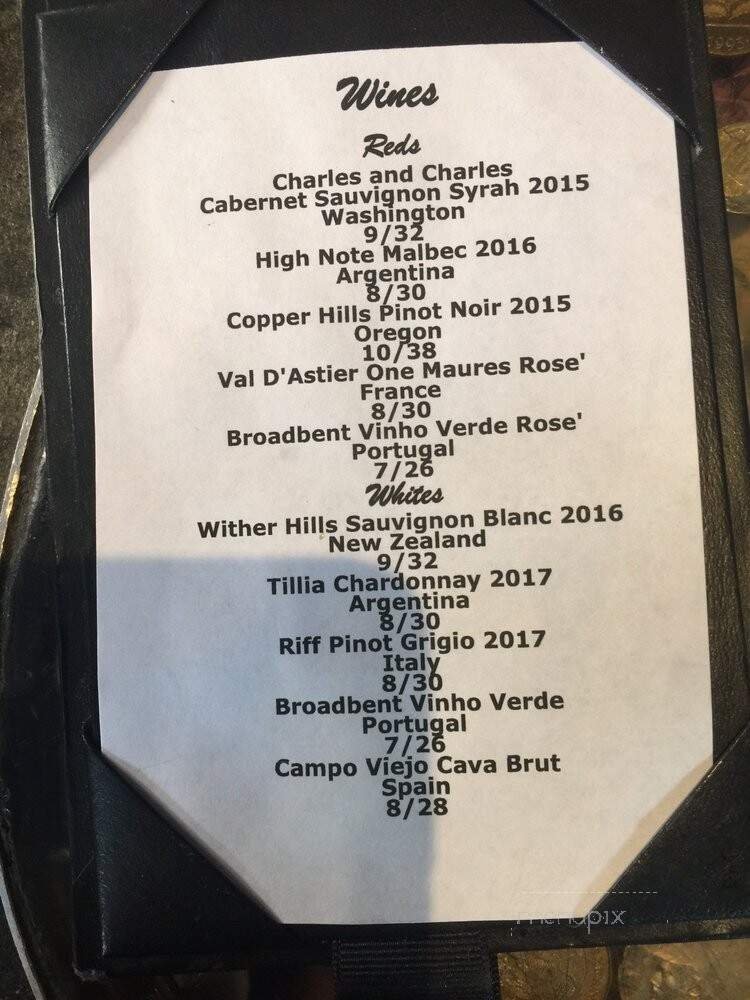 Wines
Reds
Charles and Charles
Cabernet Sauvignon Syrah 2015
Washington
9/32
High Note Malbec 2016
Argentina
8/30
Copper Hills Pinot Noir 2015
Oregon
10/38
Val D'Astier One Maures Rose'
France
8/30
Broadbent Vinho Verde Rose'
Portugal
7/26
Whites
Wither Hills Sauvignon Blanc 2016
New Zealand
9/32
Tillia Chardonnay 2017
Argentina
8/30
Riff Pinot Grigio 2017
Italy
8/30
Broadbent Vinho Verde
Portugal
7/26
Campo Viejo Cava Brut
Spain
8/28
menupix